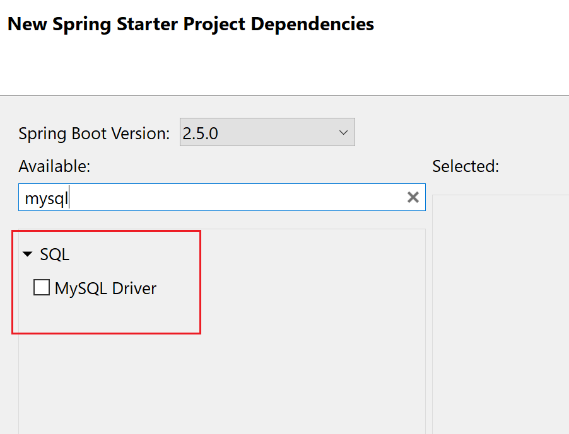 New Spring Starter Project Dependencies
Spring Boot Version: 2.5.0
Available: Selected:
mysql
SQL
MySQL Driver